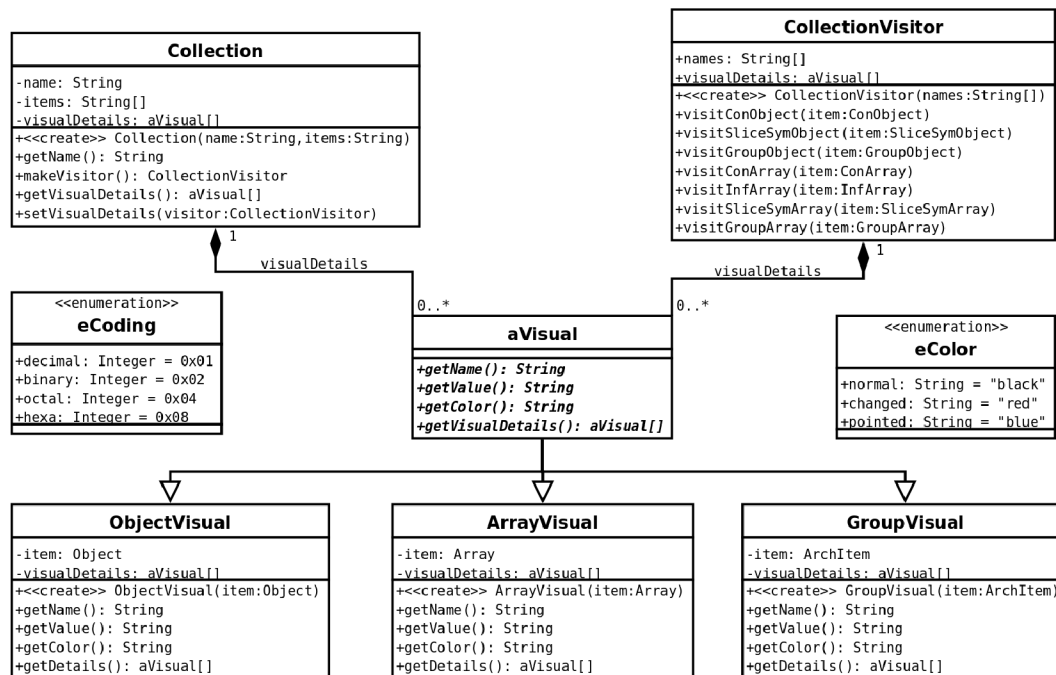 Collection
-name: String
-items: String[]
-visualDetails: aVisual[]
+<<create>> Collection(name:String,items:String)
+getName(): String
+makeVisitor(): CollectionVisitor
+getVisualDetails(): aVisual[]
+setVisualDetails(visitor:CollectionVisitor)
CollectionVisitor
+names: String[]
+visualDetails: aVisual[]
+<<create>> CollectionVisitor(names:String[])
+visitConObject(item:ConObject)
+visitSliceSymObject(item:SliceSymObject)
+visitGroupObject(item:GroupObject)
+visitConArray(item:ConArray)
+visitInfArray(item:InfArray)
+visitSliceSymArray(item:SliceSymArray)
+visitGroupArray(item:GroupArray)
1
visualDetails
0..*
1
visualDetails
0..*
<<enumeration>>
eCoding
+decimal: Integer = 0x01
+binary: Integer = 0x02
+octal: Integer = 0x04
+hexa: Integer = 0x08
aVisual
+getName(): String
+getValue(): String
+getColor(): String
+getVisualDetails(): aVisual[]
<<enumeration>>
eColor
+normal: String = "black"
+changed: String = "red"
+pointed: String = "blue"
ObjectVisual
-item: Object
-visualDetails: aVisual[]
+<<create>> ObjectVisual(item:Object)
+getName(): String
+getValue(): String
+getColor(): String
+getDetails(): aVisual[]
ArrayVisual
-item: Array
-visualDetails: aVisual[]
+<<create>> ArrayVisual(item:Array)
+getName(): String
+getValue(): String
+getColor(): String
+getDetails(): aVisual[]
GroupVisual
-item: ArchItem
-visualDetails: aVisual[]
+<<create>> GroupVisual(item:ArchItem)
+getName(): String
+getValue(): String
+getColor(): String
+getDetails(): aVisual[]